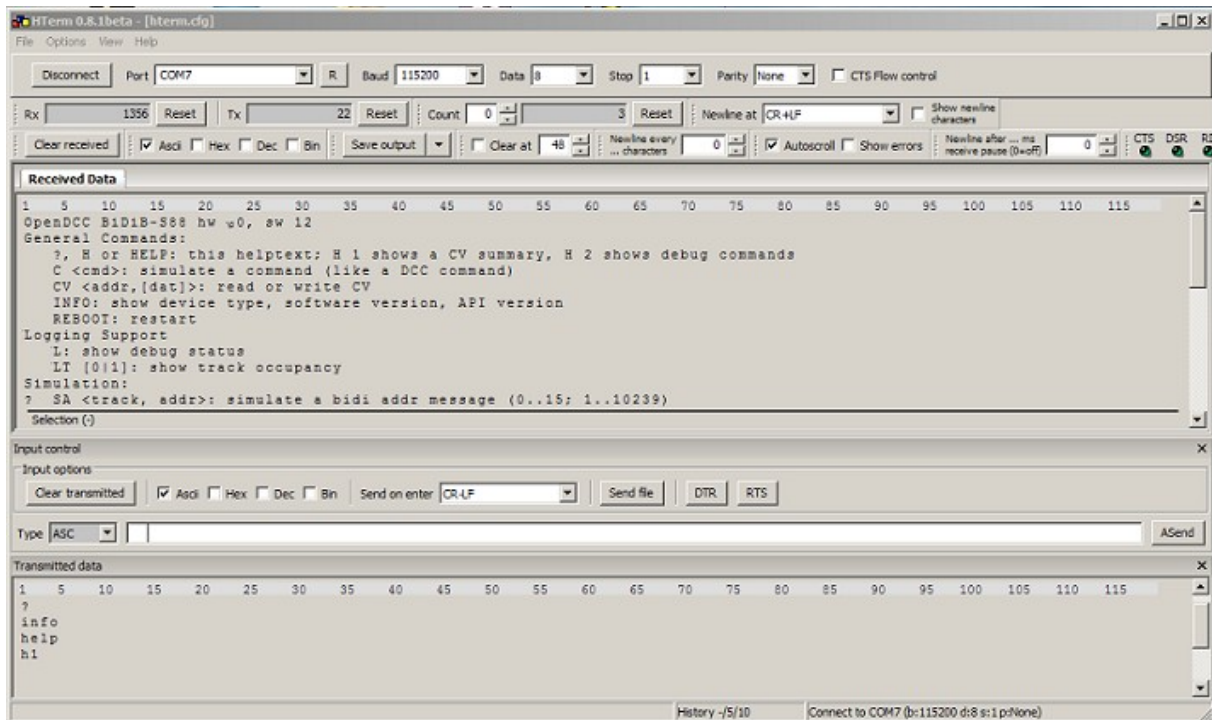 HTerm 0.8.1beta - [hterm.cfg]
File Options View Help
Disconnect Port COM7 R Baud 115200 Data 8 Stop 1 Parity None CTS Flow control
Rx 1356 Reset Tx 22 Reset Count 0 3 Reset Newline at CR+LF Show newline characters
Clear received Ascii Hex Dec Bin Save output Clear at 48 Newline every ... characters 0 Autoscroll Show errors Newline after ... ms receive pause (0=off) 0 CTS DSR RI
Received Data
1 5 10 15 20 25 30 35 40 45 50 55 60 65 70 75 80 85 90 95 100 105 110 115
OpenDCC BiDiB-S88 hw 0, sw 12
General Commands:
?, H or HELP: this helptext; H 1 shows a CV summary, H 2 shows debug commands
C <cmd>: simulate a command (like a DCC command)
CV <addr,[dat]>: read or write CV
INFO: show device type, software version, API version
REBOOT: restart
Logging Support
L: show debug status
LT [0|1]: show track occupancy
Simulation:
? SA <track, addr>: simulate a bidi addr message (0..15; 1..10239)
Selection (-)
Input control
Input options
Clear transmitted Ascii Hex Dec Bin Send on enter CR-LF Send file DTR RTS
Type ASC ASend
Transmitted data
1 5 10 15 20 25 30 35 40 45 50 55 60 65 70 75 80 85 90 95 100 105 110 115
?
info
help
h1
History -/5/10 Connect to COM7 (b:115200 d:8 s:1 p:None)